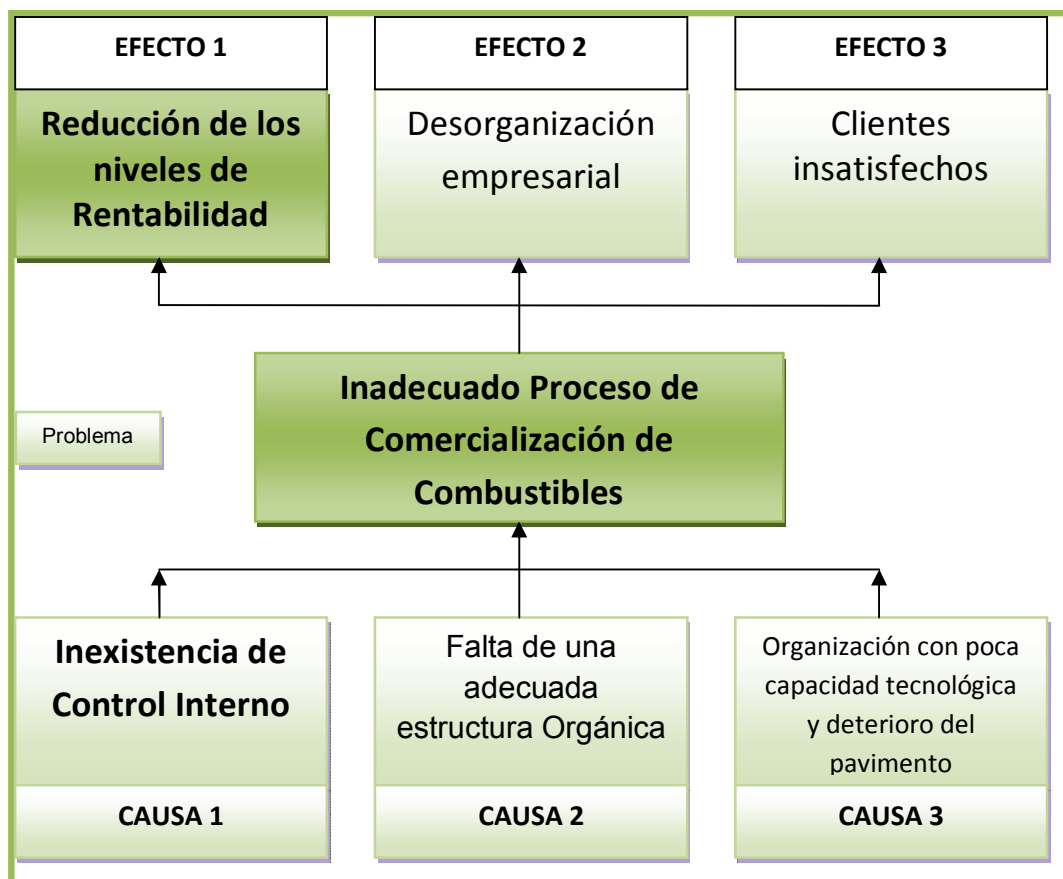 EFECTO 1
EFECTO 2
EFECTO 3
Reducción de los
niveles de
Rentabilidad
Desorganización
empresarial
Clientes
insatisfechos
Inadecuado Proceso de
Comercialización de
Combustibles
Problema
Inexistencia de
Control Interno
Falta de una
adecuada
estructura Orgánica
Organización con poca
capacidad tecnológica
y deterioro del
pavimento
CAUSA 1
CAUSA 2
CAUSA 3